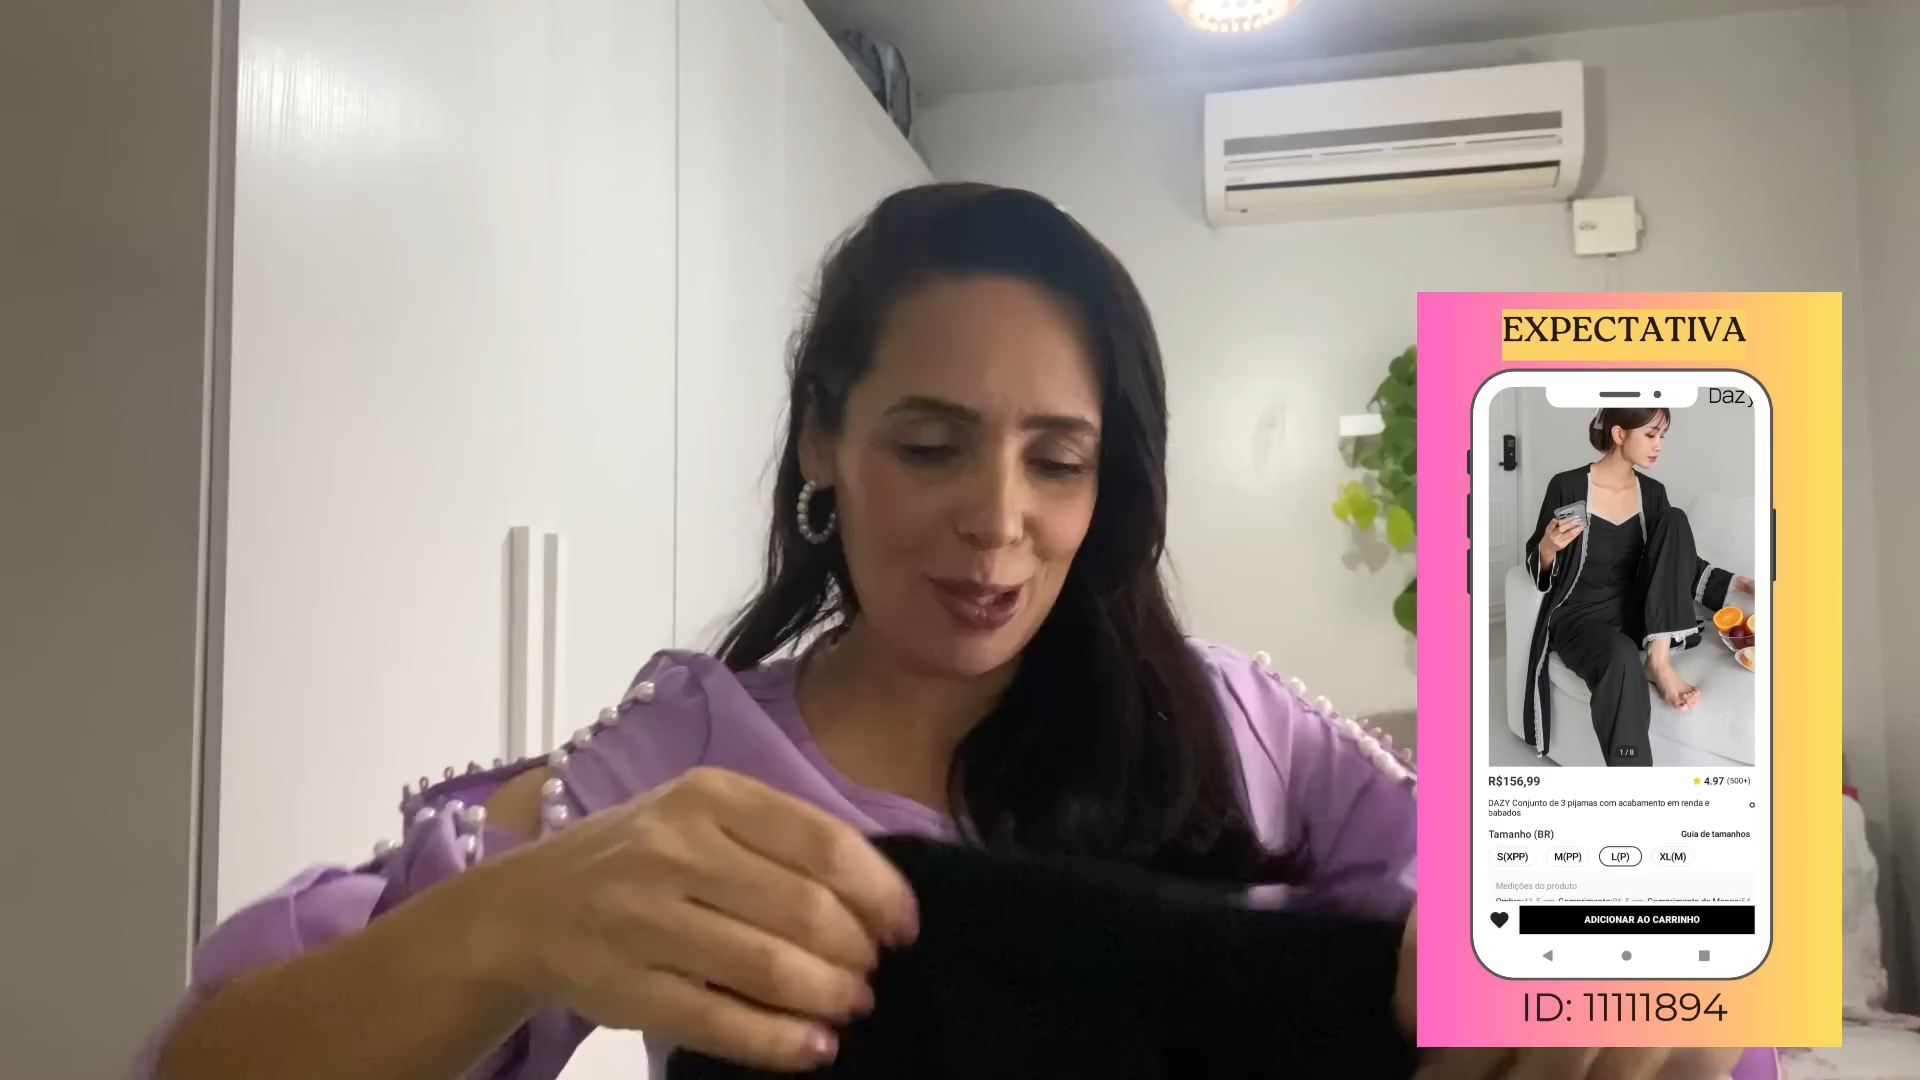 EXPECTATIVA
Dazy
1/8
R$156,99
4.97 (500+)
DAZY Conjunto de 3 pijamas com acabamento em renda e
babados
Tamanho (BR)
Guia de tamanhos
S(XPP) M(PP) L(P) XL(M)
Medições do produto
ADICIONAR AO CARRINHO
ID: 11111894